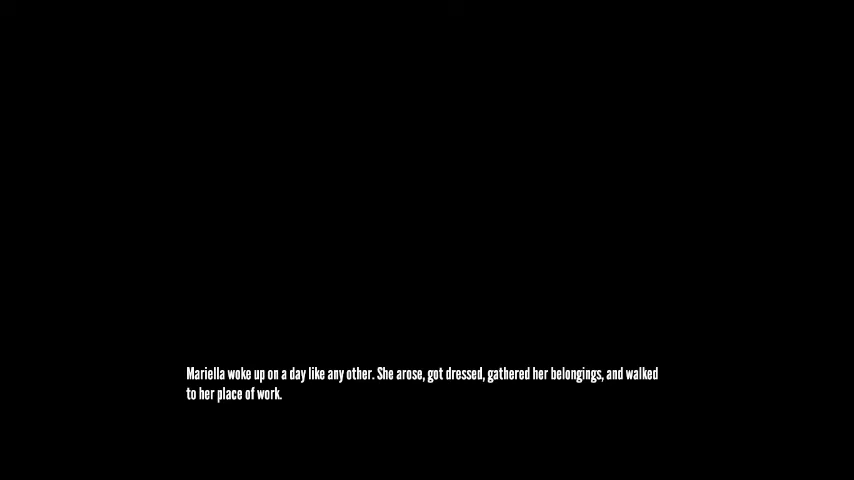 Mariella woke up on a day like any other. She arose, got dressed, gathered her belongings, and walked
to her place of work.